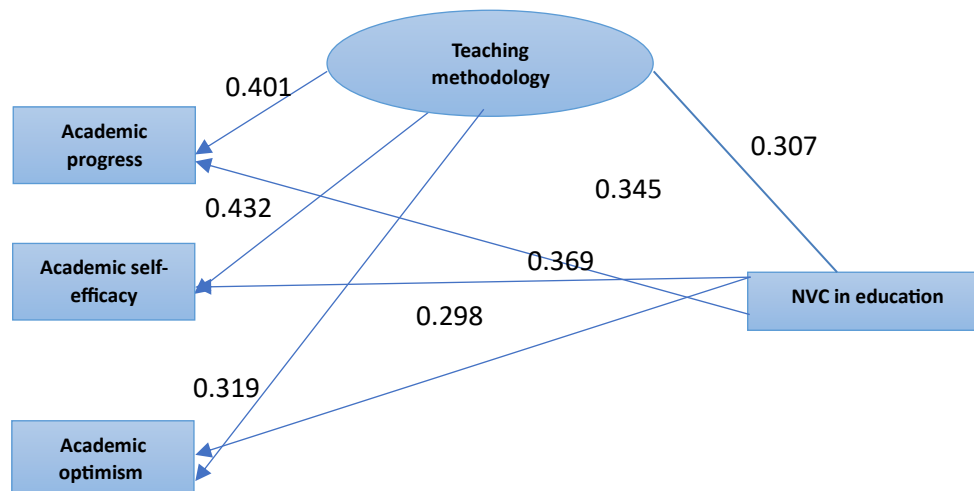 Teaching
methodology
0.401
Academic
progress
0.307
0.345
0.432
Academic self-
efficacy
0.369
NVC in education
0.298
0.319
Academic
optimism